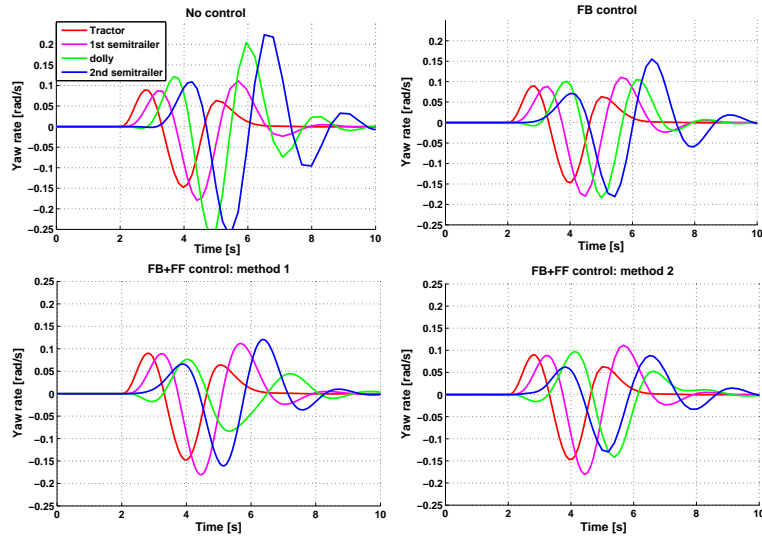 No control
Yaw rate [rad/s]
0.2
0.15
0.1
0.05
0
−0.05
−0.1
−0.15
−0.2
−0.25
Tractor
1st semitrailer
dolly
2nd semitrailer
0 2 4 6 8 10
Time [s]
FB control
Yaw rate [rad/s]
0.2
0.15
0.1
0.05
0
−0.05
−0.1
−0.15
−0.2
−0.25
0 2 4 6 8 10
Time [s]
FB+FF control: method 1
Yaw rate [rad/s]
0.25
0.2
0.15
0.1
0.05
0
−0.05
−0.1
−0.15
−0.2
−0.25
0 2 4 6 8 10
Time [s]
FB+FF control: method 2
Yaw rate [rad/s]
0.25
0.2
0.15
0.1
0.05
0
−0.05
−0.1
−0.15
−0.2
−0.25
0 2 4 6 8 10
Time [s]